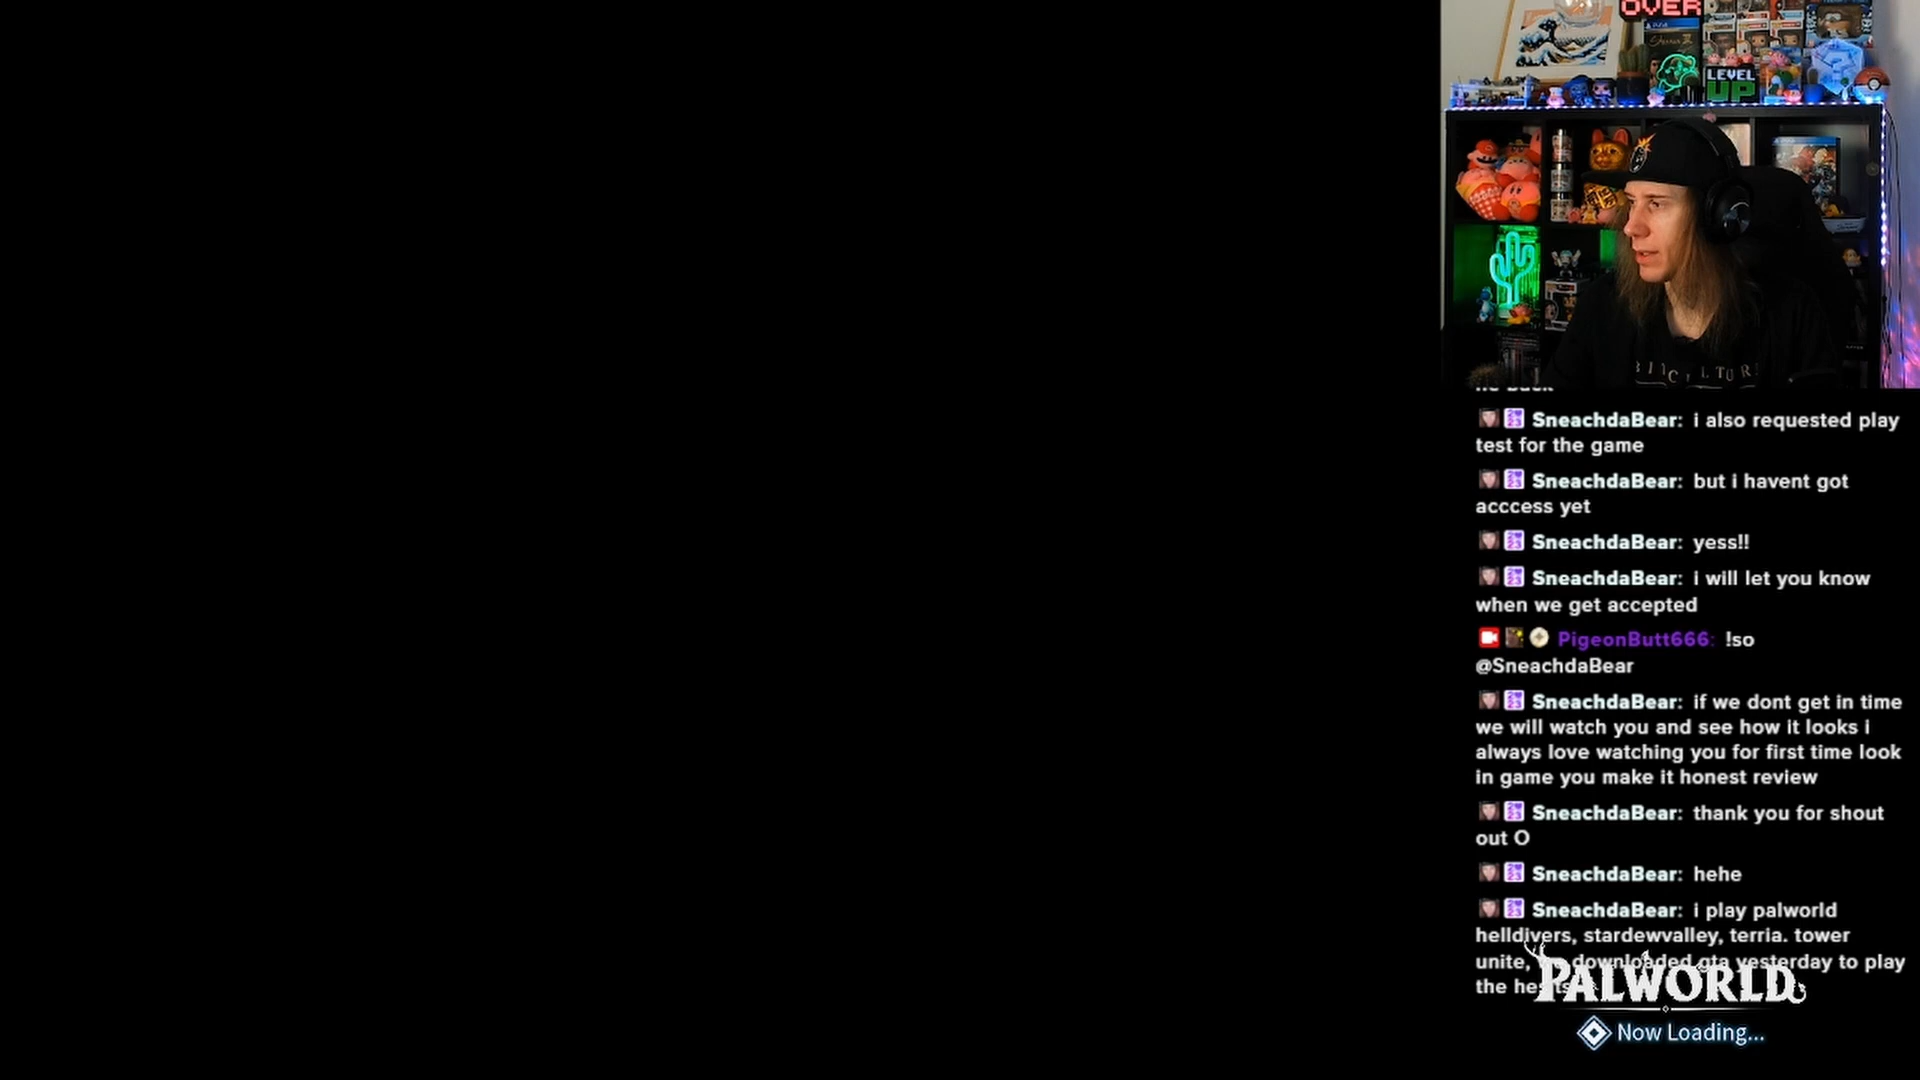 OVER
LEVEL
UP
SneachdaBear: i also requested play
test for the game
SneachdaBear: but i havent got
acccess yet
SneachdaBear: yess!!
SneachdaBear: i will let you know
when we get accepted
PigeonButt666: !so
@SneachdaBear
SneachdaBear: if we dont get in time
we will watch you and see how it looks i
always love watching you for first time look
in game you make it honest review
SneachdaBear: thank you for shout
out O
SneachdaBear: hehe
SneachdaBear: i play palworld
helldivers, stardewvalley, terria. tower
unite, downloaded gta yesterday to play
the
PALWORLD
Now Loading...